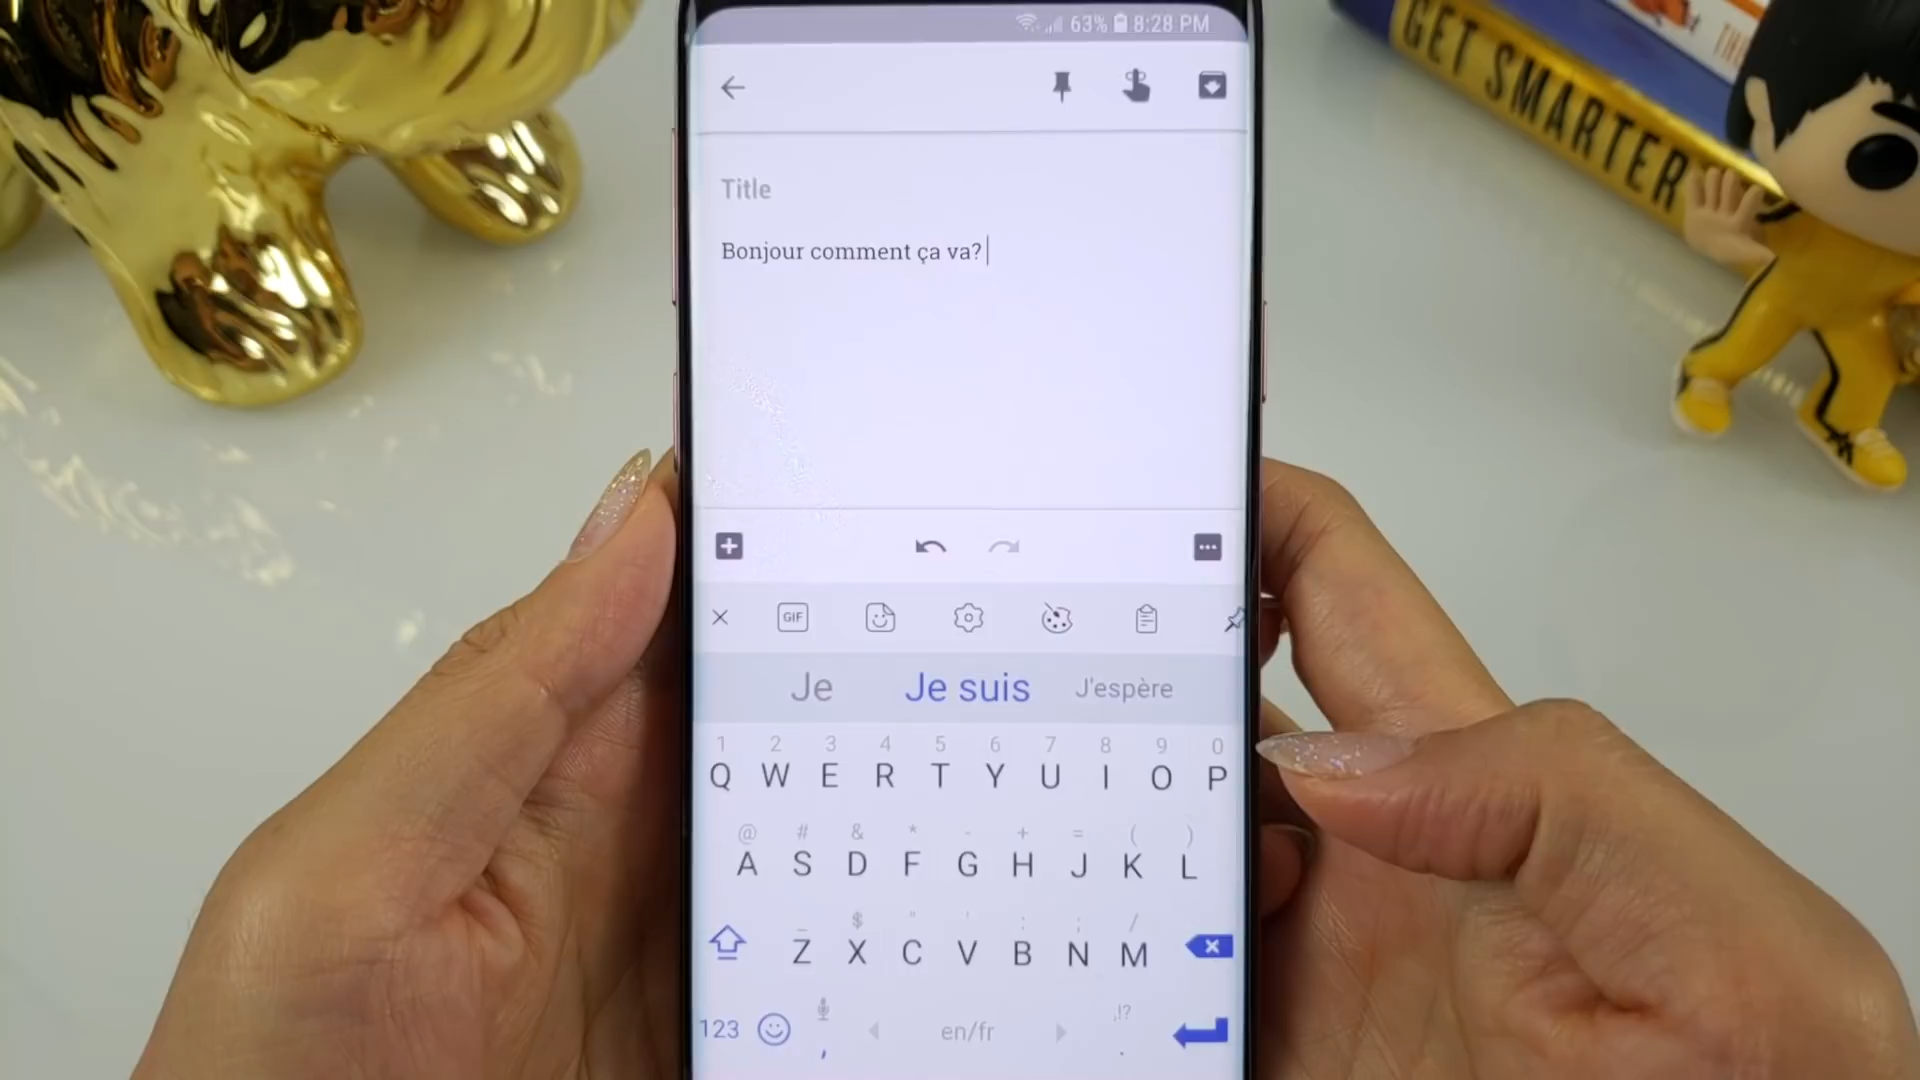 63% 8:28 PM
GET SMARTER
Title
Bonjour comment ça va?
GIF
Je Je suis J'espère
1 2 3 4 5 6 7 8 9 0
Q W E R T Y U I O P
@ # & * - + = ( )
A S D F G H J K L
_ $ " ' : ; /
Z X C V B N M
123 , en/fr ,!? .